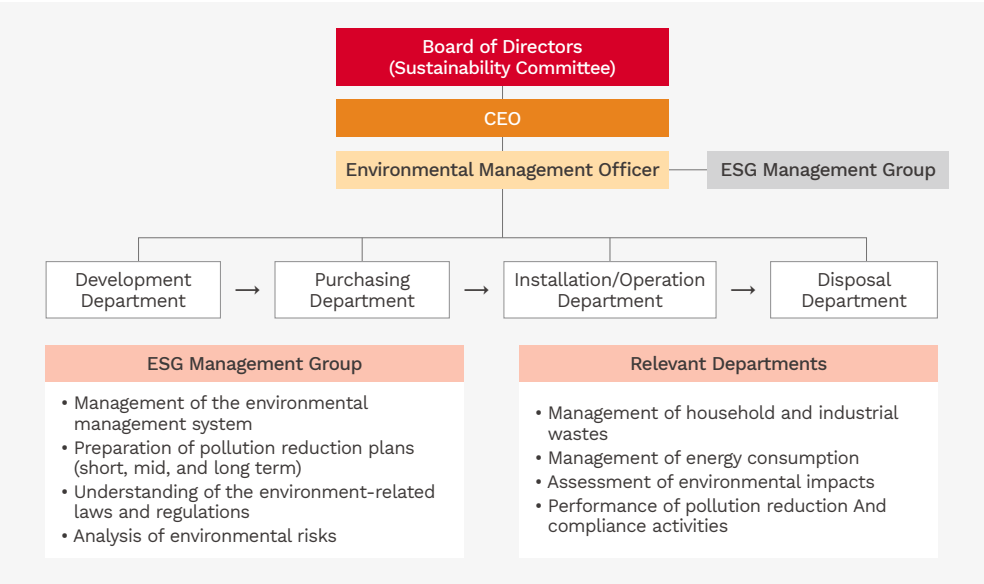 Board of Directors
(Sustainability Committee)
CEO
Environmental Management Officer
ESG Management Group
Development
Department
→
Purchasing
Department
→
Installation/Operation
Department
→
Disposal
Department
ESG Management Group
• Management of the environmental
management system
• Preparation of pollution reduction plans
(short, mid, and long term)
• Understanding of the environment-related
laws and regulations
• Analysis of environmental risks
Relevant Departments
• Management of household and industrial
wastes
• Management of energy consumption
• Assessment of environmental impacts
• Performance of pollution reduction And
compliance activities